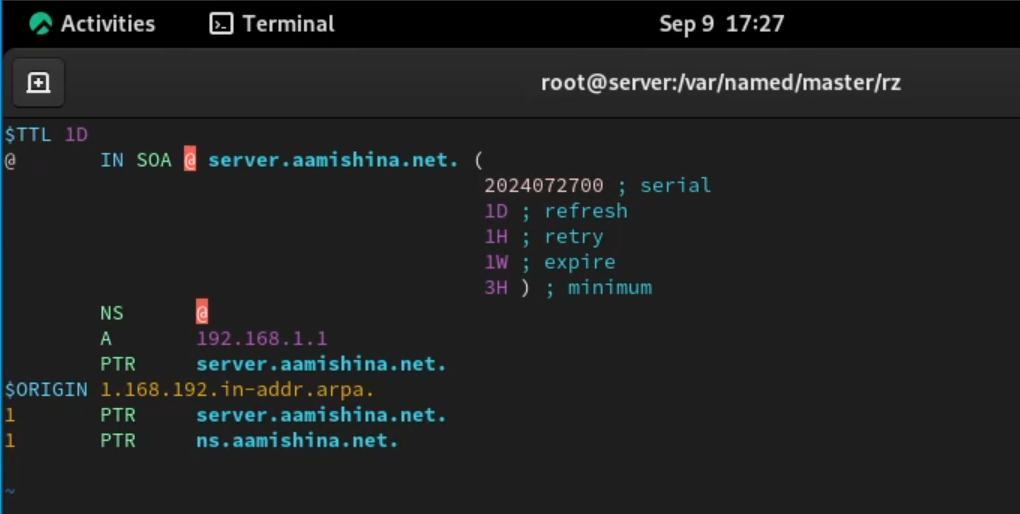 Activities Terminal Sep 9 17:27
root@server:/var/named/master/rz
$TTL 1D
@ IN SOA @ server.aamishina.net. (
2024072700 ; serial
1D ; refresh
1H ; retry
1W ; expire
3H ) ; minimum
NS @
A 192.168.1.1
PTR server.aamishina.net.
$ORIGIN 1.168.192.in-addr.arpa.
1 PTR server.aamishina.net.
1 PTR ns.aamishina.net.
~